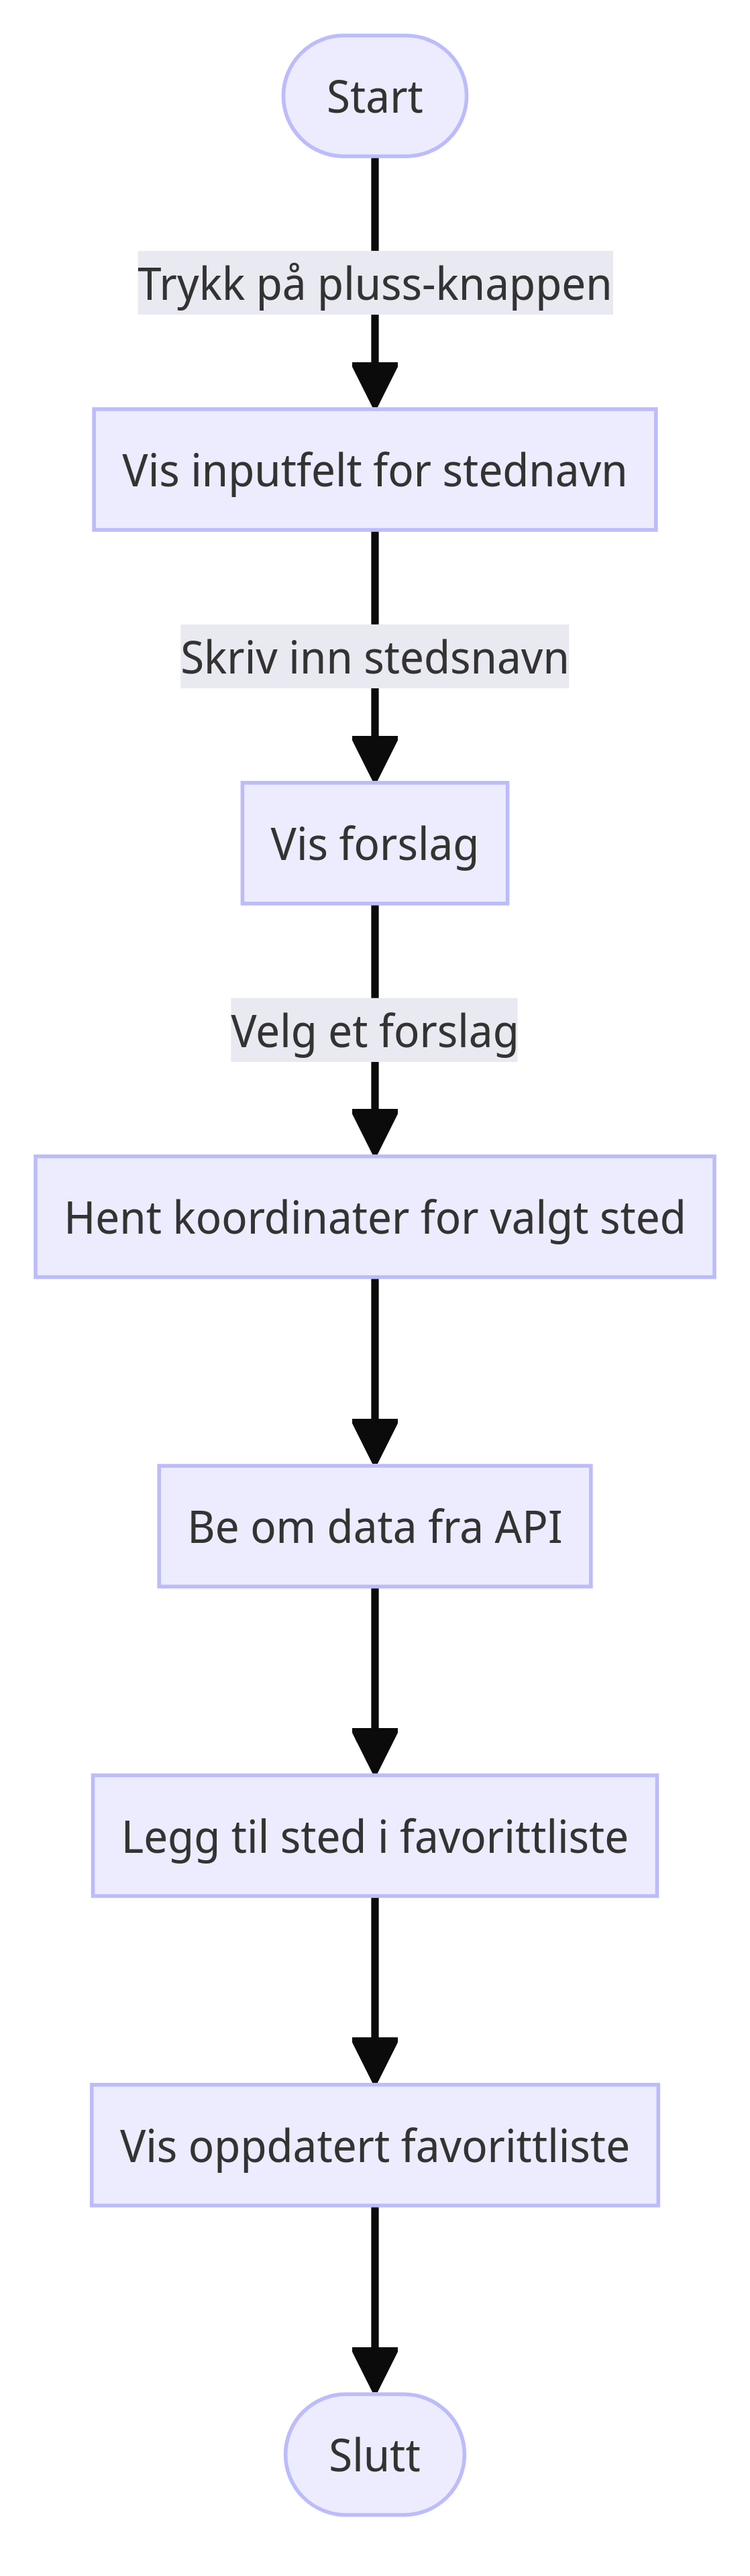 Start
Trykk på pluss-knappen
Vis inputfelt for stednavn
Skriv inn stedsnavn
Vis forslag
Velg et forslag
Hent koordinater for valgt sted
Be om data fra API
Legg til sted i favorittliste
Vis oppdatert favorittliste
Slutt